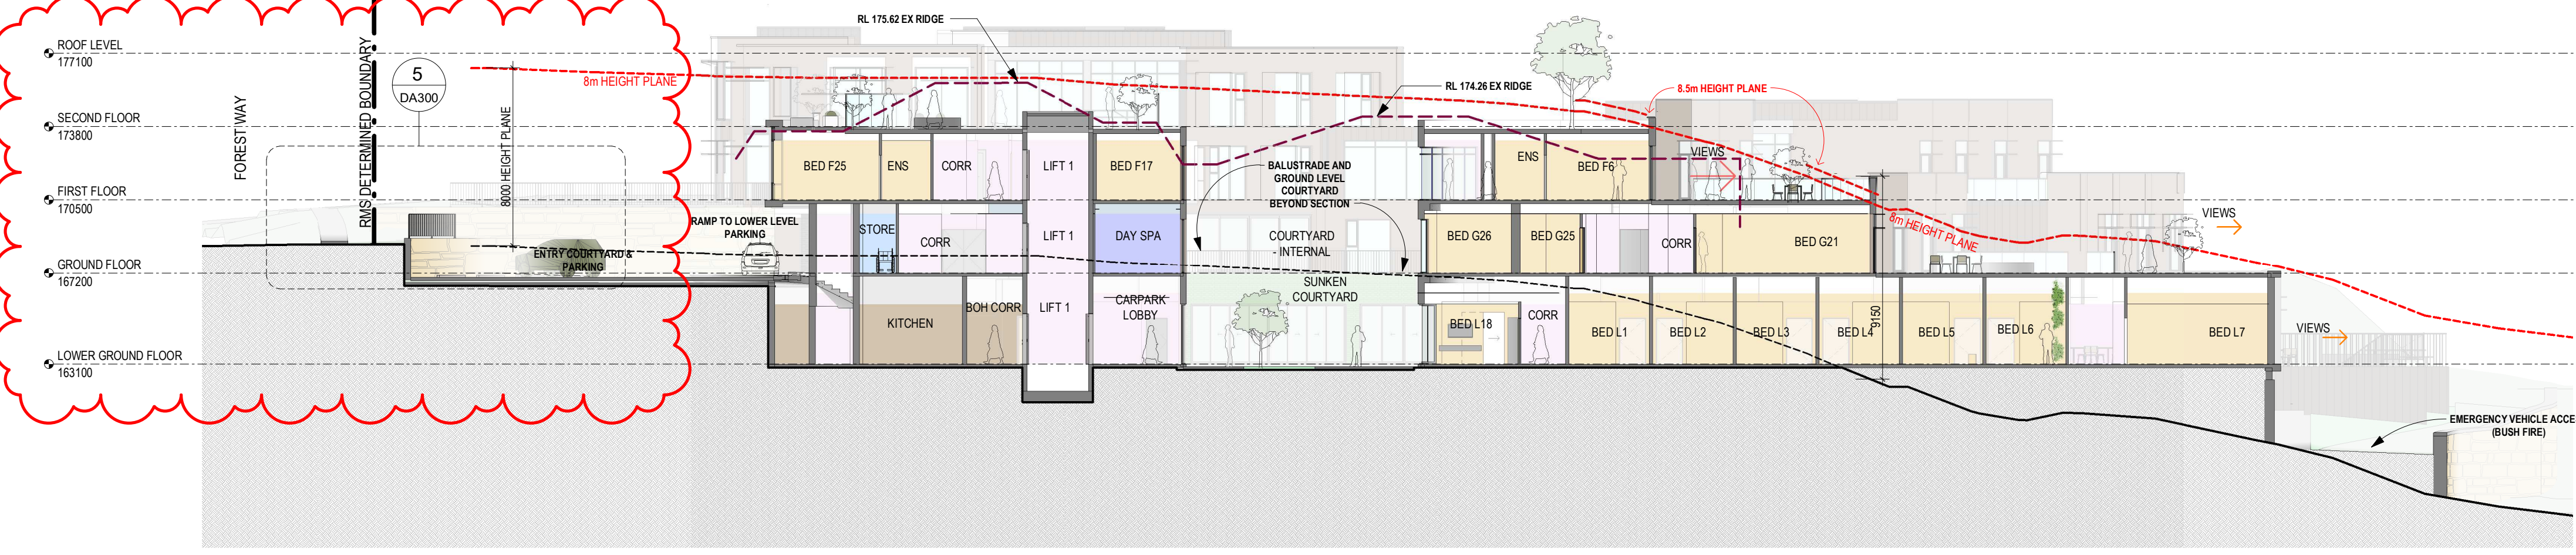 RL 175.62 EX RIDGE
ROOF LEVEL
177100
5
DA300
8m HEIGHT PLANE
RL 174.26 EX RIDGE
8.5m HEIGHT PLANE
FOREST WAY
RMS DETERMINED BOUNDARY
8000 HEIGHT PLANE
SECOND FLOOR
173800
BED F25
ENS
CORR
LIFT 1
BED F17
BALUSTRADE AND
GROUND LEVEL
COURTYARD
BEYOND SECTION
ENS
BED F6
VIEWS
FIRST FLOOR
170500
RAMP TO LOWER LEVEL
PARKING
STORE
CORR
LIFT 1
DAY SPA
COURTYARD
- INTERNAL
BED G26
BED G25
CORR
BED G21
8m HEIGHT PLANE
VIEWS
ENTRY COURTYARD &
PARKING
GROUND FLOOR
167200
SUNKEN
COURTYARD
KITCHEN
BOH CORR
LIFT 1
CARPARK
LOBBY
BED L18
CORR
BED L1
BED L2
BED L3
BED L4
9150
BED L5
BED L6
BED L7
VIEWS
LOWER GROUND FLOOR
163100
EMERGENCY VEHICLE ACCE
(BUSH FIRE)